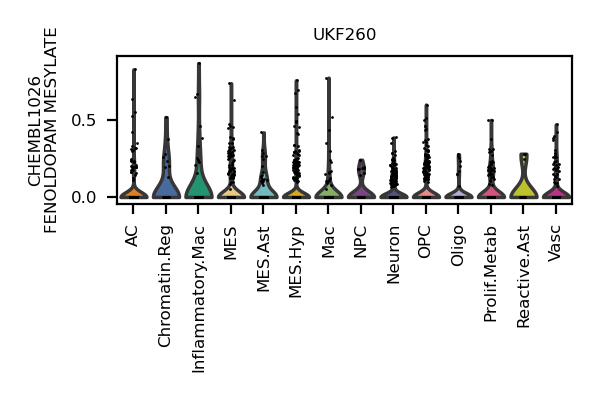 UKF260
CHEMBL1026
FENOLDOPAM MESYLATE
0.5
0.0
AC
Chromatin.Reg
Inflammatory.Mac
MES
MES.Ast
MES.Hyp
Mac
NPC
Neuron
OPC
Oligo
Prolif.Metab
Reactive.Ast
Vasc